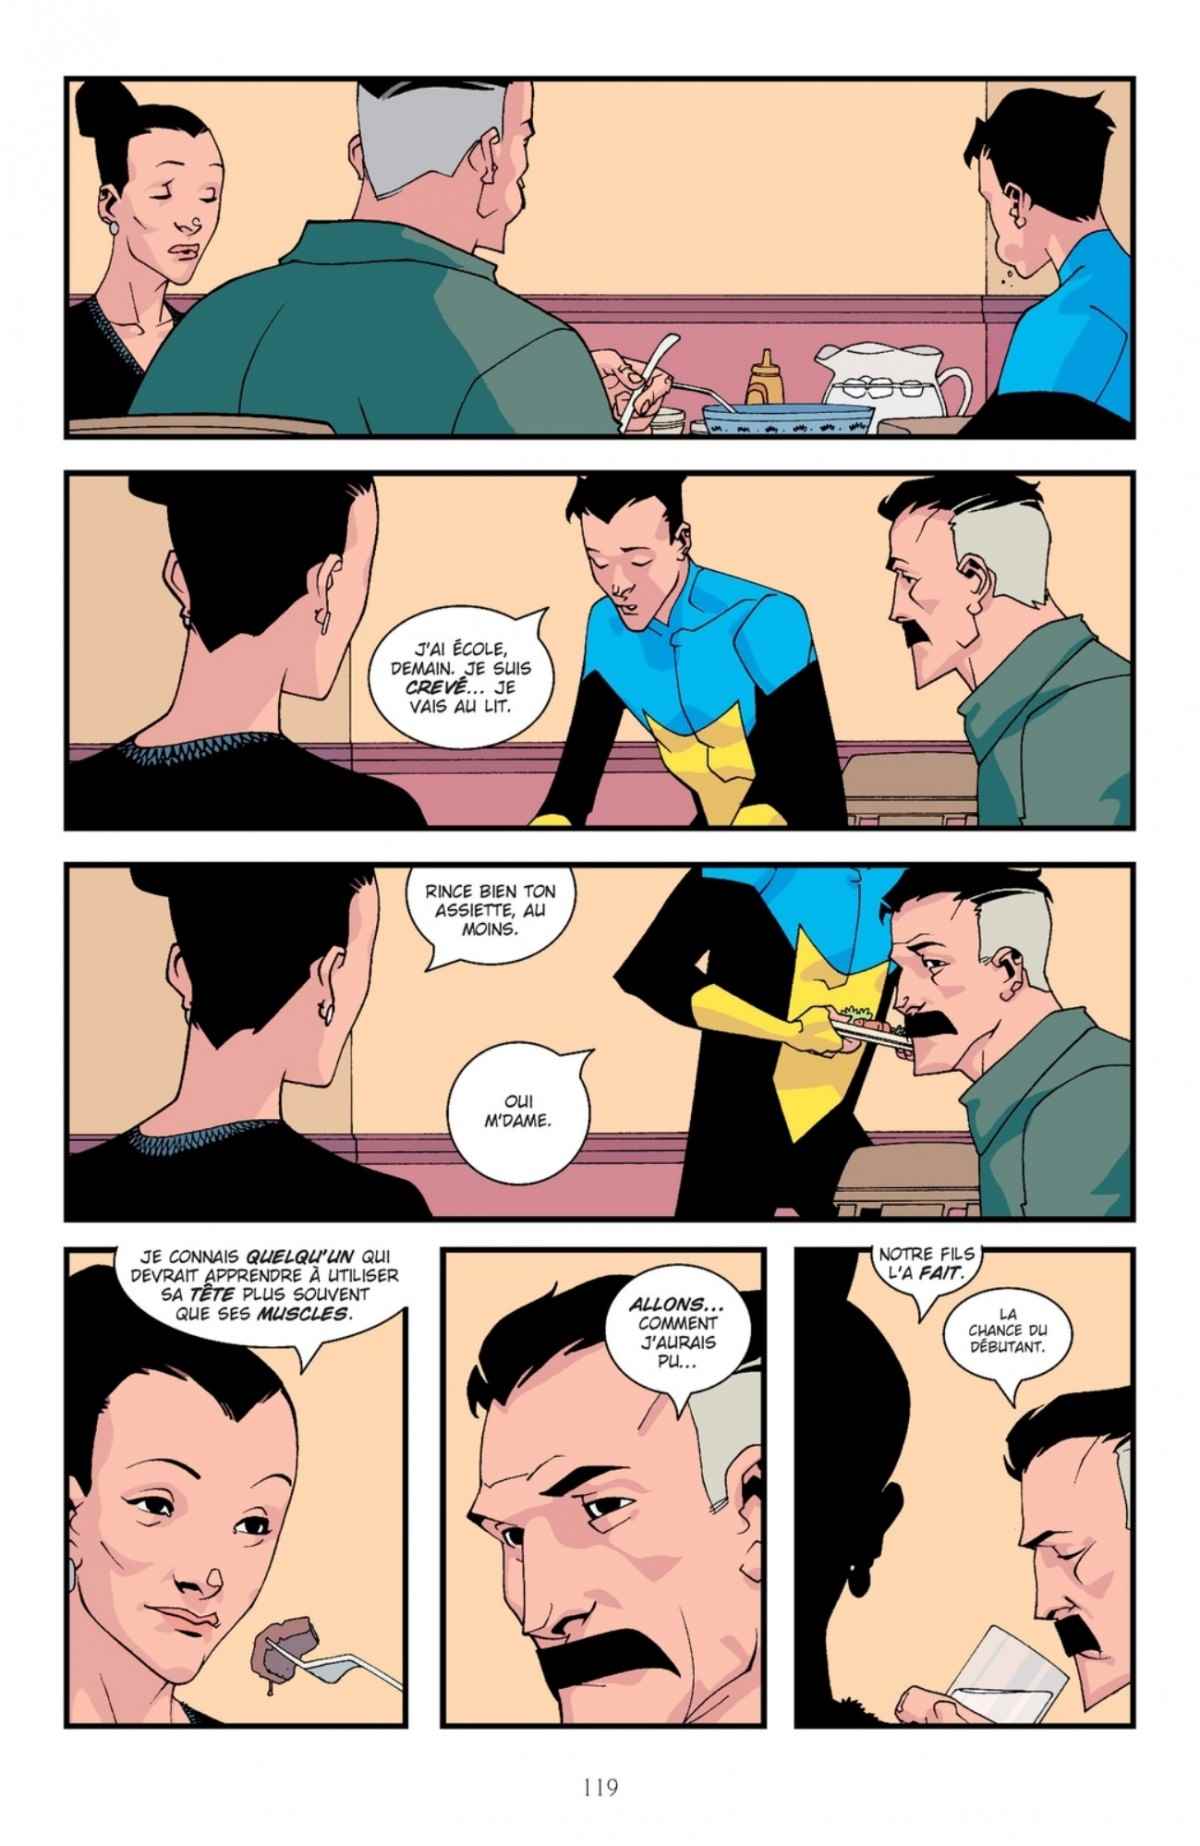 J'AI ÉCOLE,
DEMAIN. JE SUIS
CREVÉ... JE
VAIS AU LIT.
RINCE BIEN TON
ASSIETTE, AU
MOINS.
OUI
M'DAME.
JE CONNAIS QUELQU'UN QUI
DEVRAIT APPRENDRE À UTILISER
SA TÊTE PLUS SOUVENT
QUE SES MUSCLES.
ALLONS...
COMMENT
J'AURAIS
PU...
NOTRE FILS
L'A FAIT.
LA
CHANCE DU
DÉBUTANT.
119